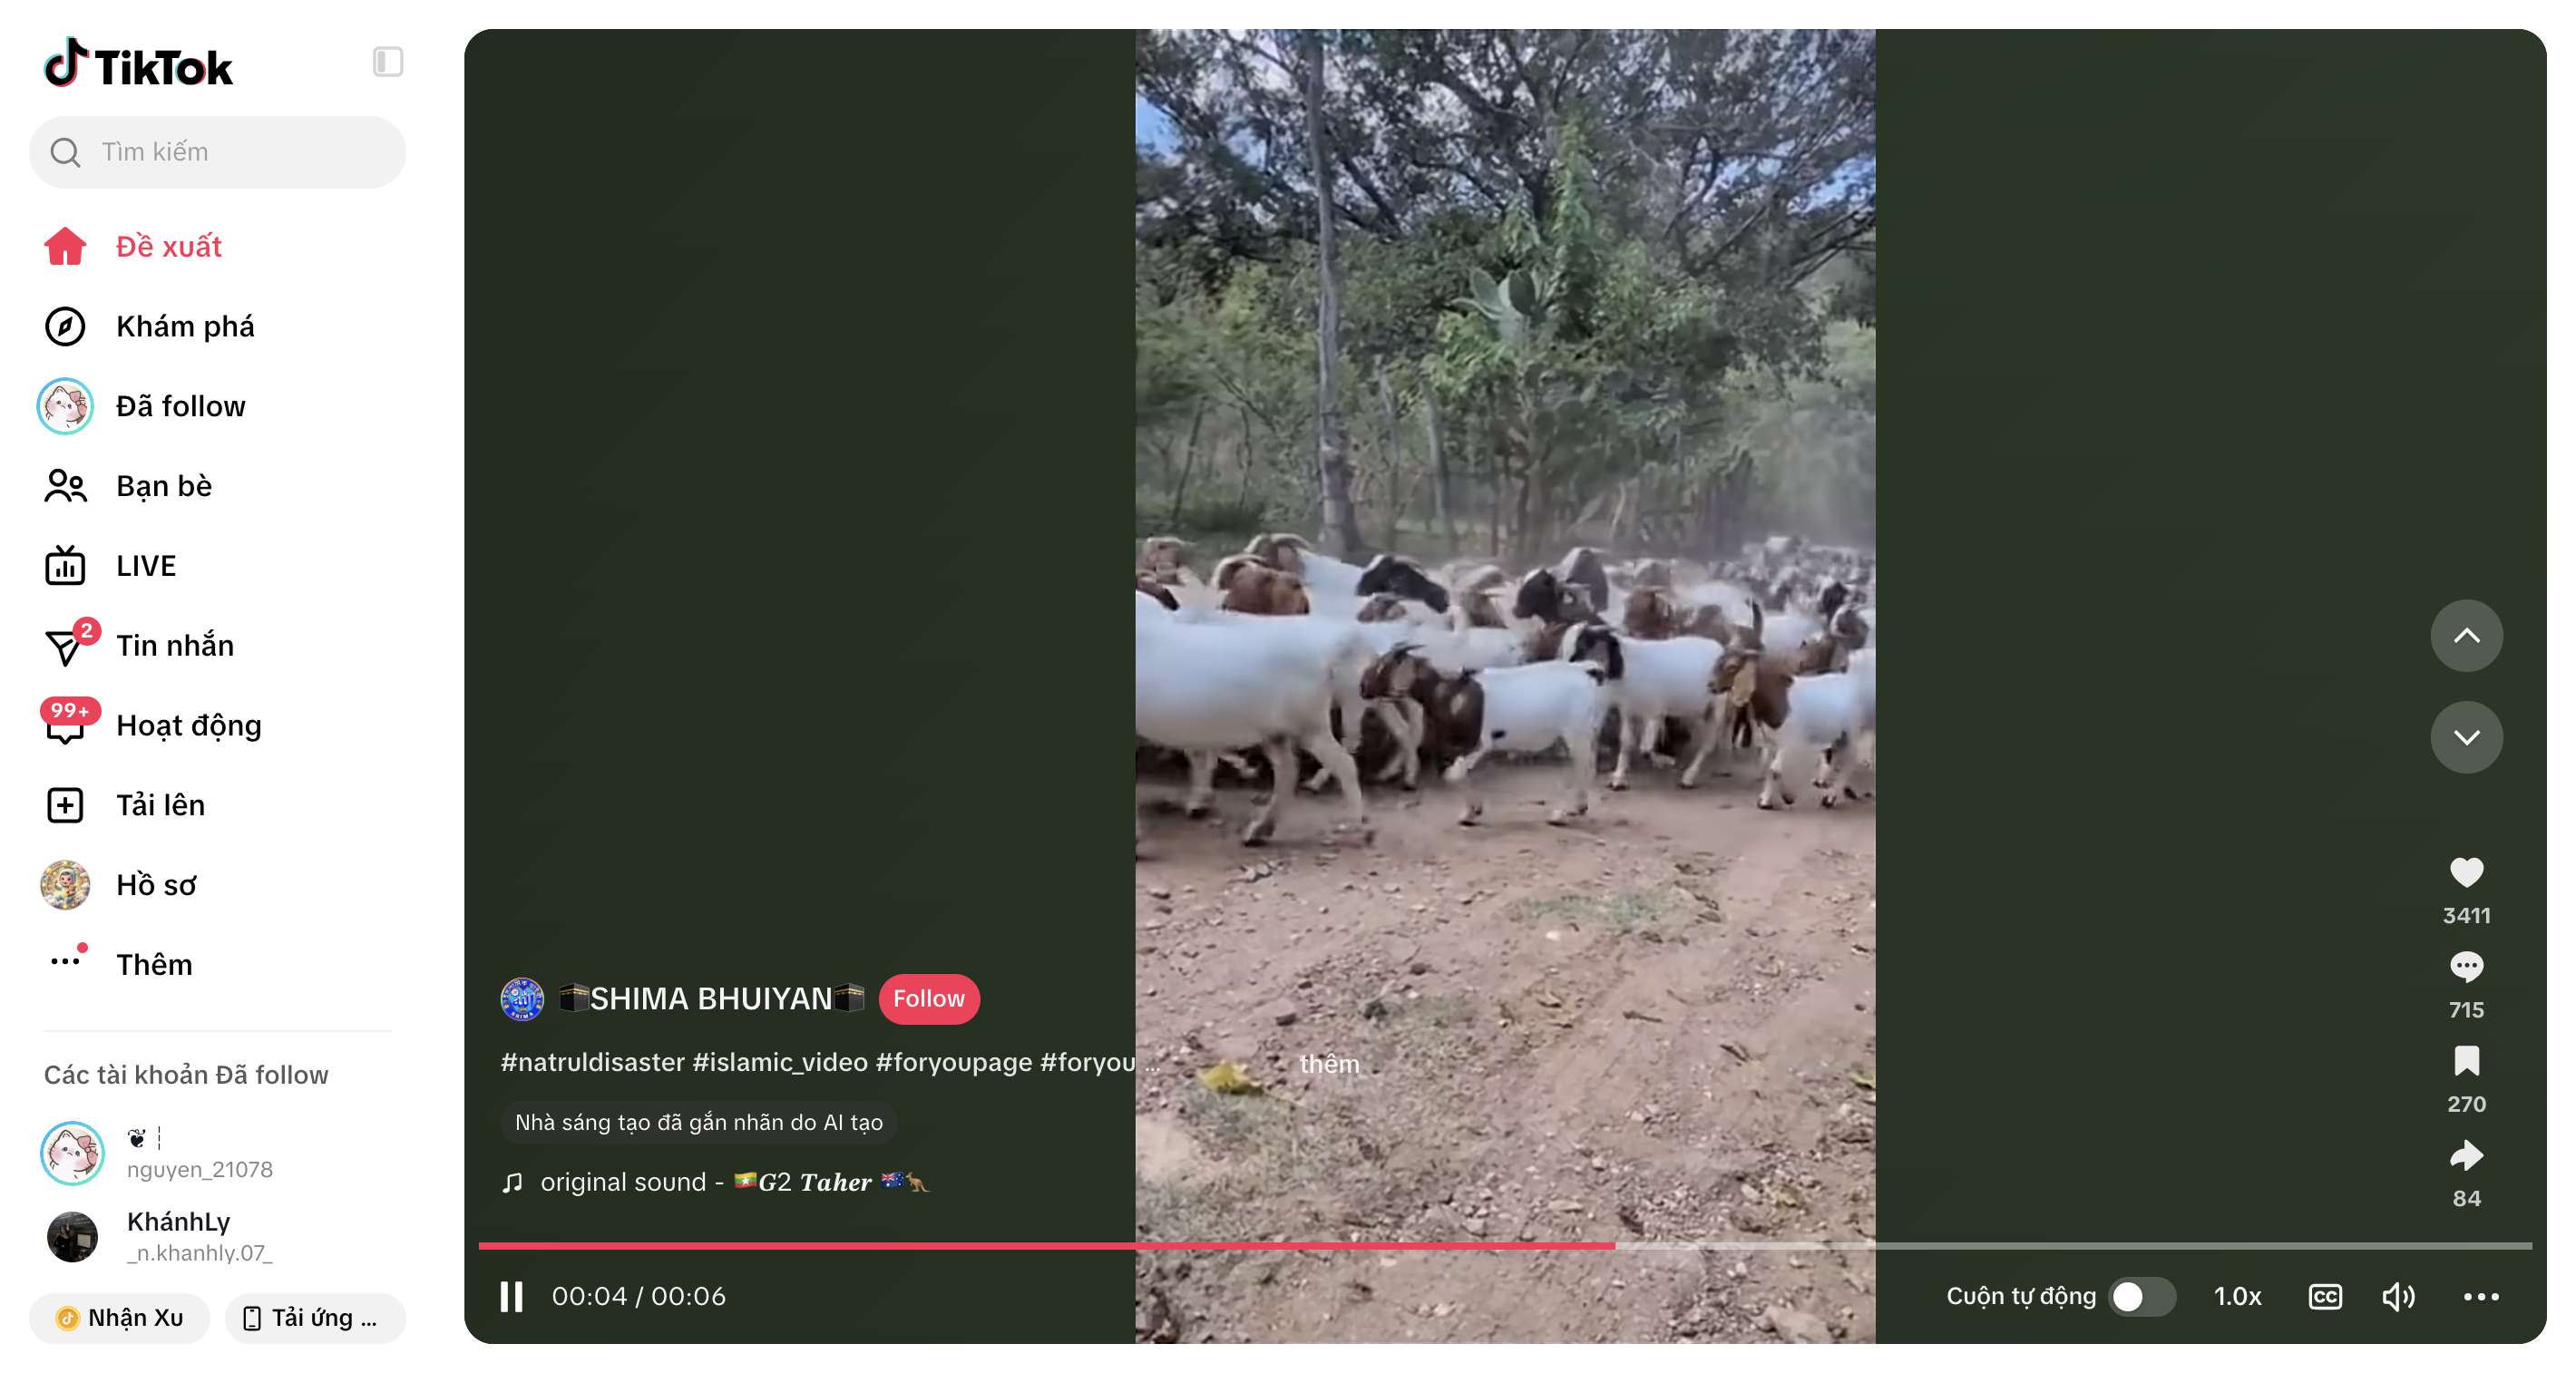 TikTok
Tìm kiếm
Đề xuất
Khám phá
Đã follow
Bạn bè
LIVE
2
Tin nhắn
99+
Hoạt động
Tải lên
Hồ sơ
Thêm
Các tài khoản Đã follow
nguyen_21078
KhánhLy
_n.khanhly.07_
Nhận Xu
Tải ứng ...
🕋SHIMA BHUIYAN🕋 Follow
#natruldisaster #islamic_video #foryoupage #foryou ... thêm
Nhà sáng tạo đã gắn nhãn do AI tạo
original sound - 🇲🇲𝑮2 𝑻𝒂𝒉𝒆𝒓 🇦🇺🦘
00:04 / 00:06
3411
715
270
84
Cuộn tự động
1.0x
CC